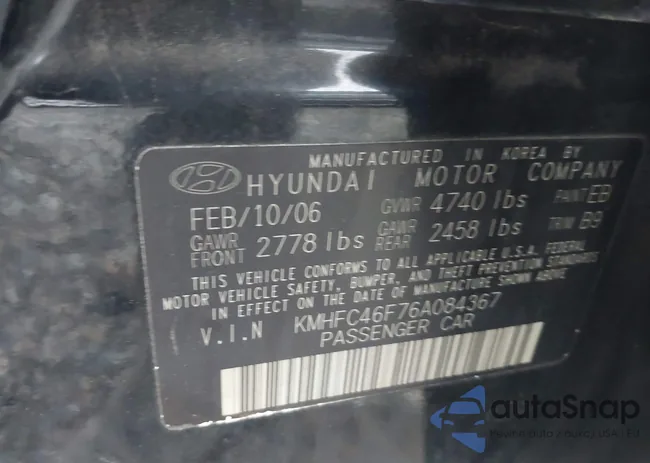 MANUFACTURED IN KOREA BY
HYUNDAI MOTOR COMPANY
FEB/10/06 GVWR 4740 lbs PAINT EB
GAWR FRONT 2778 lbs GAWR REAR 2458 lbs TRIM B9
THIS VEHICLE CONFORMS TO ALL APPLICABLE U.S.A. FEDERAL
MOTOR VEHICLE SAFETY, BUMPER, AND THEFT PREVENTION STANDARDS
IN EFFECT ON THE DATE OF MANUFACTURE SHOWN ABOVE
V.I.N KMHFC46F76A084367
PASSENGER CAR
autaSnap